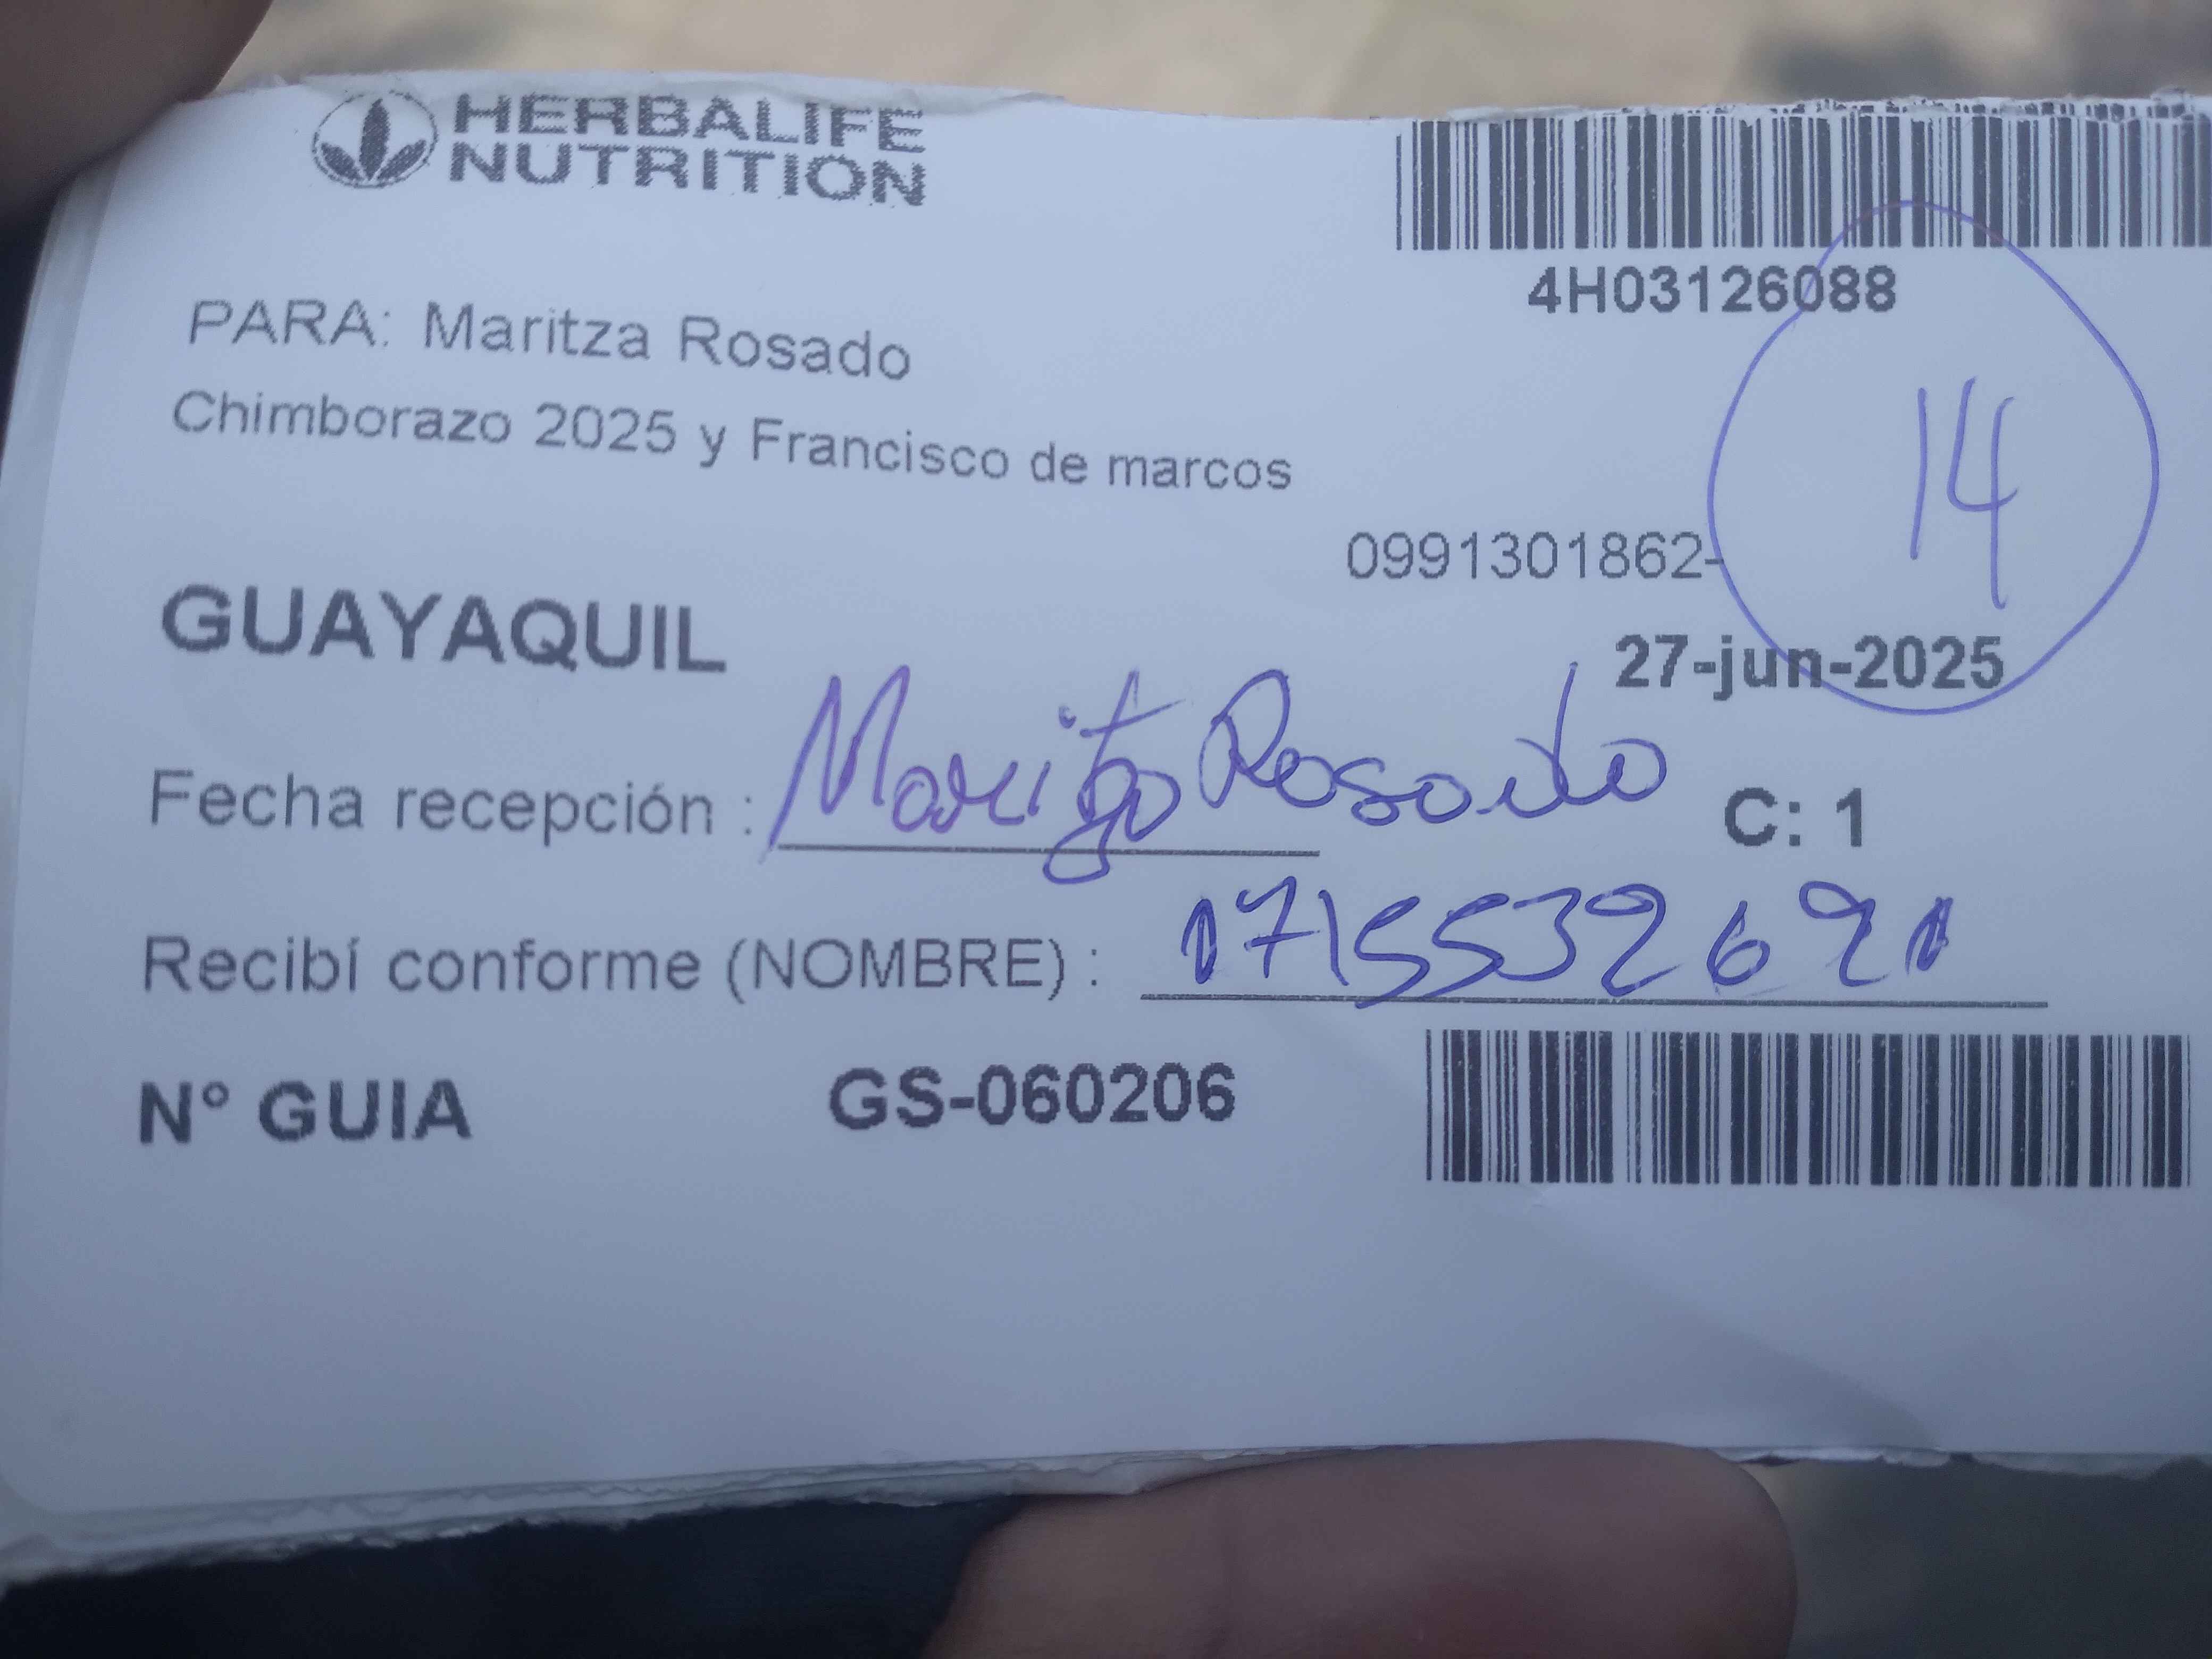 HERBALIFE
NUTRITION
4H03126088
PARA: Maritza Rosado
Chimborazo 2025 y Francisco de marcos
14
0991301862-
GUAYAQUIL
27-jun-2025
Fecha recepción : Maritza Rosado
C: 1
Recibí conforme (NOMBRE) : 1715532621
N° GUIA GS-060206